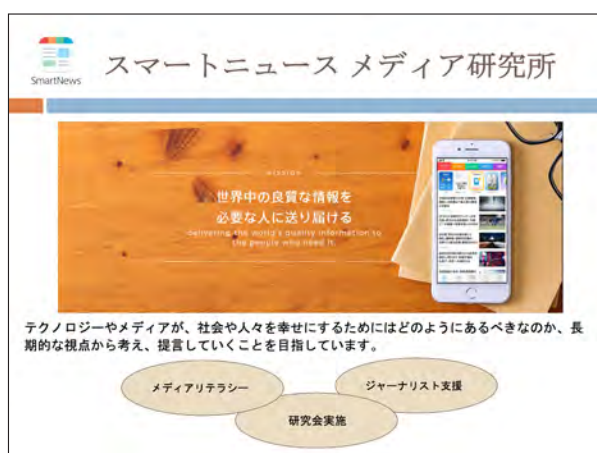 SmartNews
スマートニュース メディア研究所
MISSION
世界中の良質な情報を
必要な人に送り届ける
delivering the world's quality information to
the people who need it.
テクノロジーやメディアが、社会や人々を幸せにするためにはどのようにあるべきなのか、長
期的な視点から考え、提言していくことを目指しています。
メディアリテラシー
ジャーナリスト支援
研究会実施